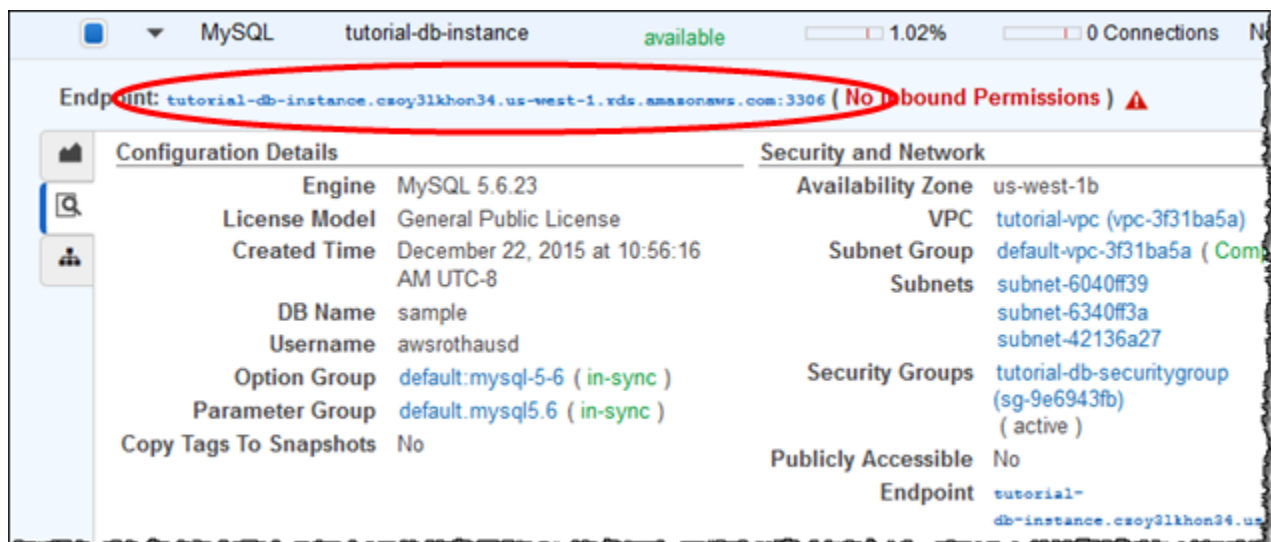 MySQL tutorial-db-instance available 1.02% 0 Connections
Endpoint: tutorial-db-instance.czoy3lkhon34.us-west-1.rds.amazonaws.com:3306 ( No Inbound Permissions )
Configuration Details
Engine MySQL 5.6.23
License Model General Public License
Created Time December 22, 2015 at 10:56:16
AM UTC-8
DB Name sample
Username awsrothausd
Option Group default:mysql-5-6 ( in-sync )
Parameter Group default.mysql5.6 ( in-sync )
Copy Tags To Snapshots No
Security and Network
Availability Zone us-west-1b
VPC tutorial-vpc (vpc-3f31ba5a)
Subnet Group default-vpc-3f31ba5a ( Comp
Subnets subnet-6040ff39
subnet-6340ff3a
subnet-42136a27
Security Groups tutorial-db-securitygroup
(sg-9e6943fb)
( active )
Publicly Accessible No
Endpoint tutorial-
db-instance.czoy3lkhon34.us